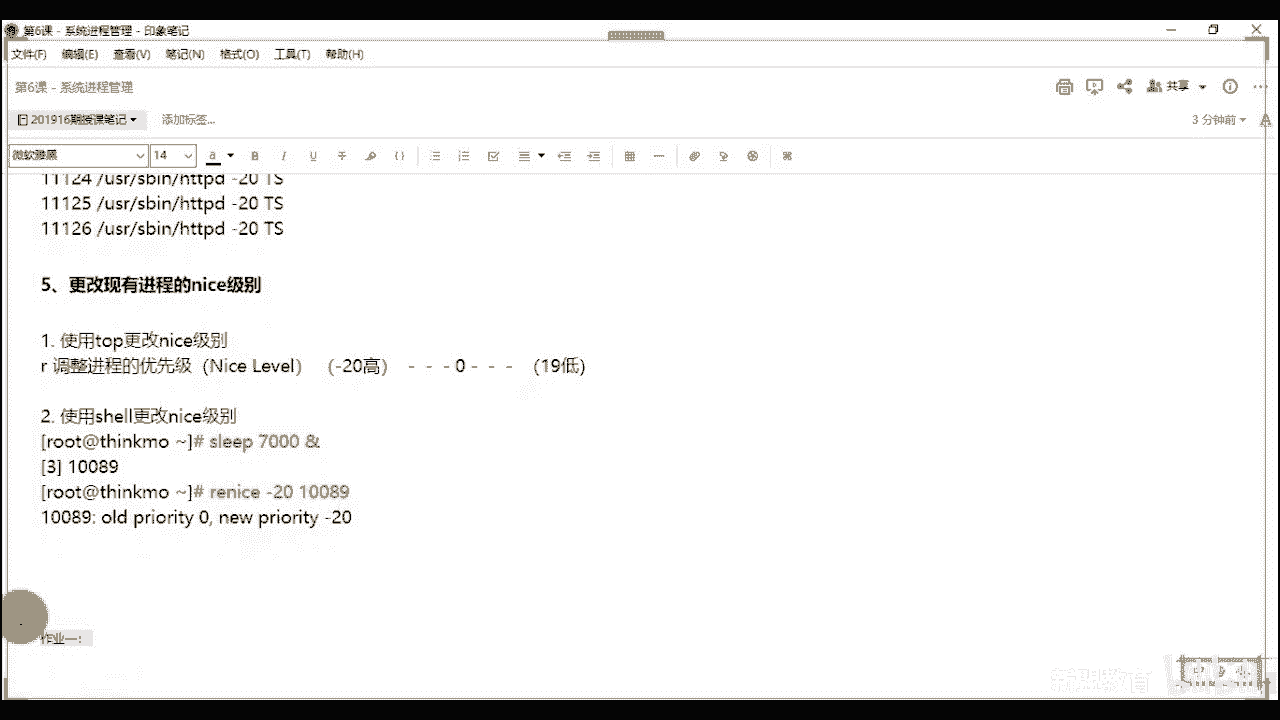 第6课 - 系统进程管理 - 印象笔记
文件(F) 编辑(E) 查看(V) 笔记(N) 格式(O) 工具(T) 帮助(H)
第6课 - 系统进程管理
共享
201916期授课笔记 添加标签...
3 分钟前
微软雅黑 14
11124 /usr/sbin/httpd -20 TS
11125 /usr/sbin/httpd -20 TS
11126 /usr/sbin/httpd -20 TS
5、更改现有进程的nice级别
1. 使用top更改nice级别
r 调整进程的优先级（Nice Level） （-20高） - - - 0 - - - （19低）
2. 使用shell更改nice级别
[root@thinkmo ~]# sleep 7000 &
[3] 10089
[root@thinkmo ~]# renice -20 10089
10089: old priority 0, new priority -20
作业一:
新盟教育